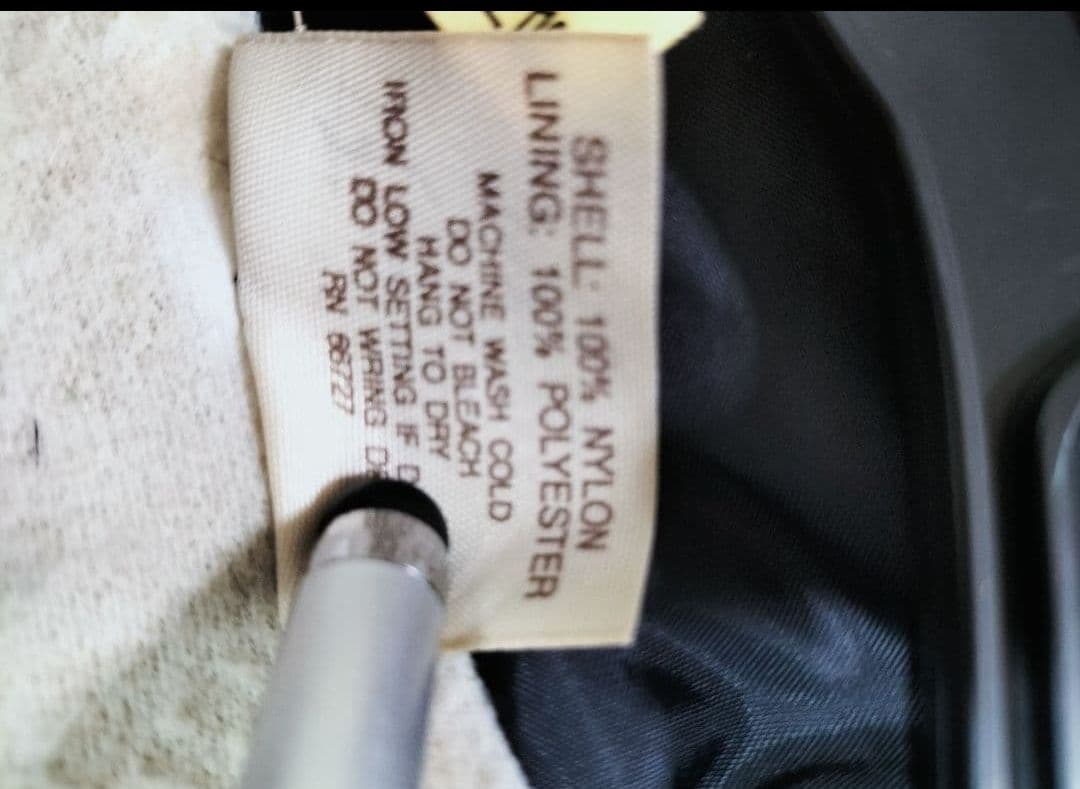 SHELL: 100% NYLON
LINING: 100% POLYESTER
MACHINE WASH COLD
DO NOT BLEACH
HANG TO DRY
IRON LOW SETTING IF
DO NOT WRING
RN